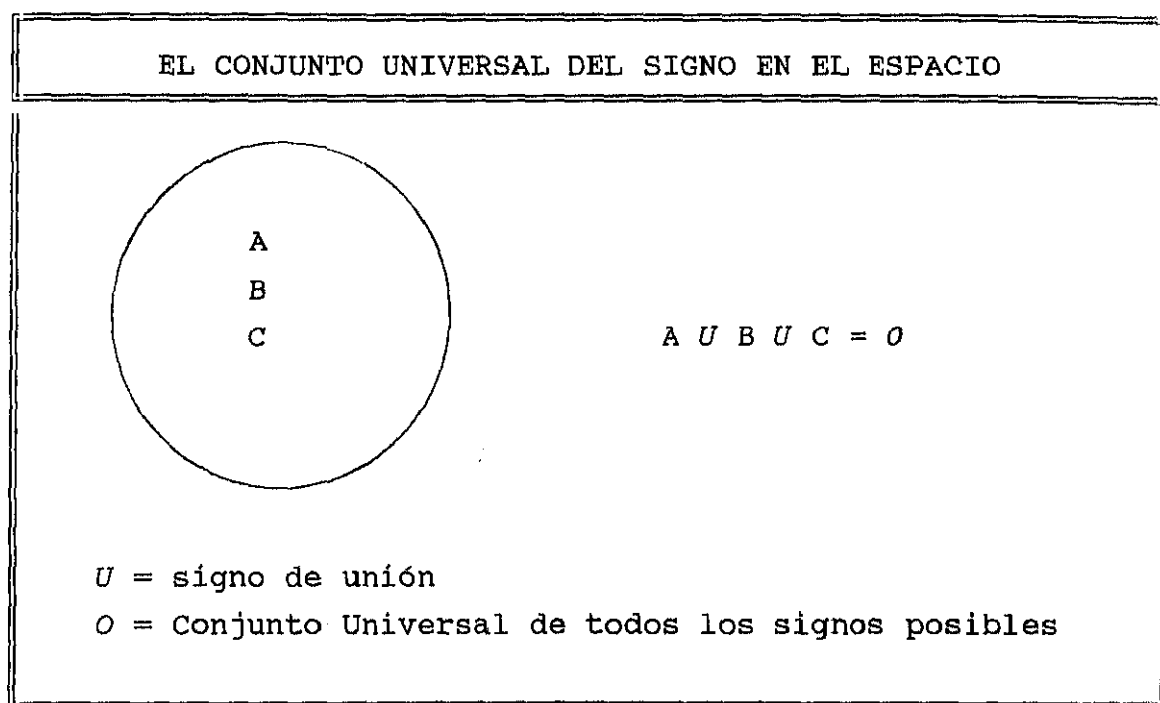 EL CONJUNTO UNIVERSAL DEL SIGNO EN EL ESPACIO
A
B
C
A U B U C = O
U = signo de unión
O = Conjunto Universal de todos los signos posibles